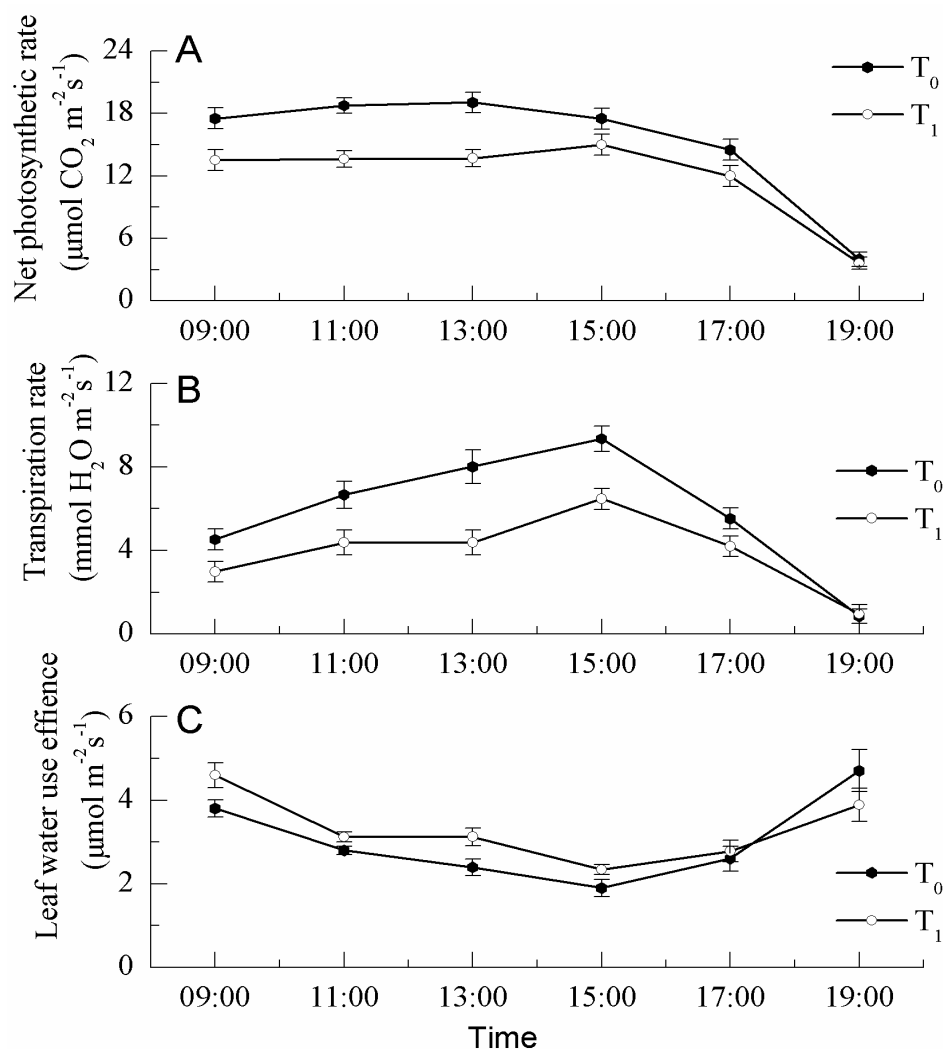 A
Net photosynthetic rate
(μmol CO₂ m⁻²s⁻¹)
24
18
12
6
0
T₀
T₁
09:00 11:00 13:00 15:00 17:00 19:00
B
Transpiration rate
(mmol H₂O m⁻²s⁻¹)
12
8
4
0
T₀
T₁
09:00 11:00 13:00 15:00 17:00 19:00
C
Leaf water use effience
(μmol m⁻²s⁻¹)
6
4
2
0
T₀
T₁
09:00 11:00 13:00 15:00 17:00 19:00
Time